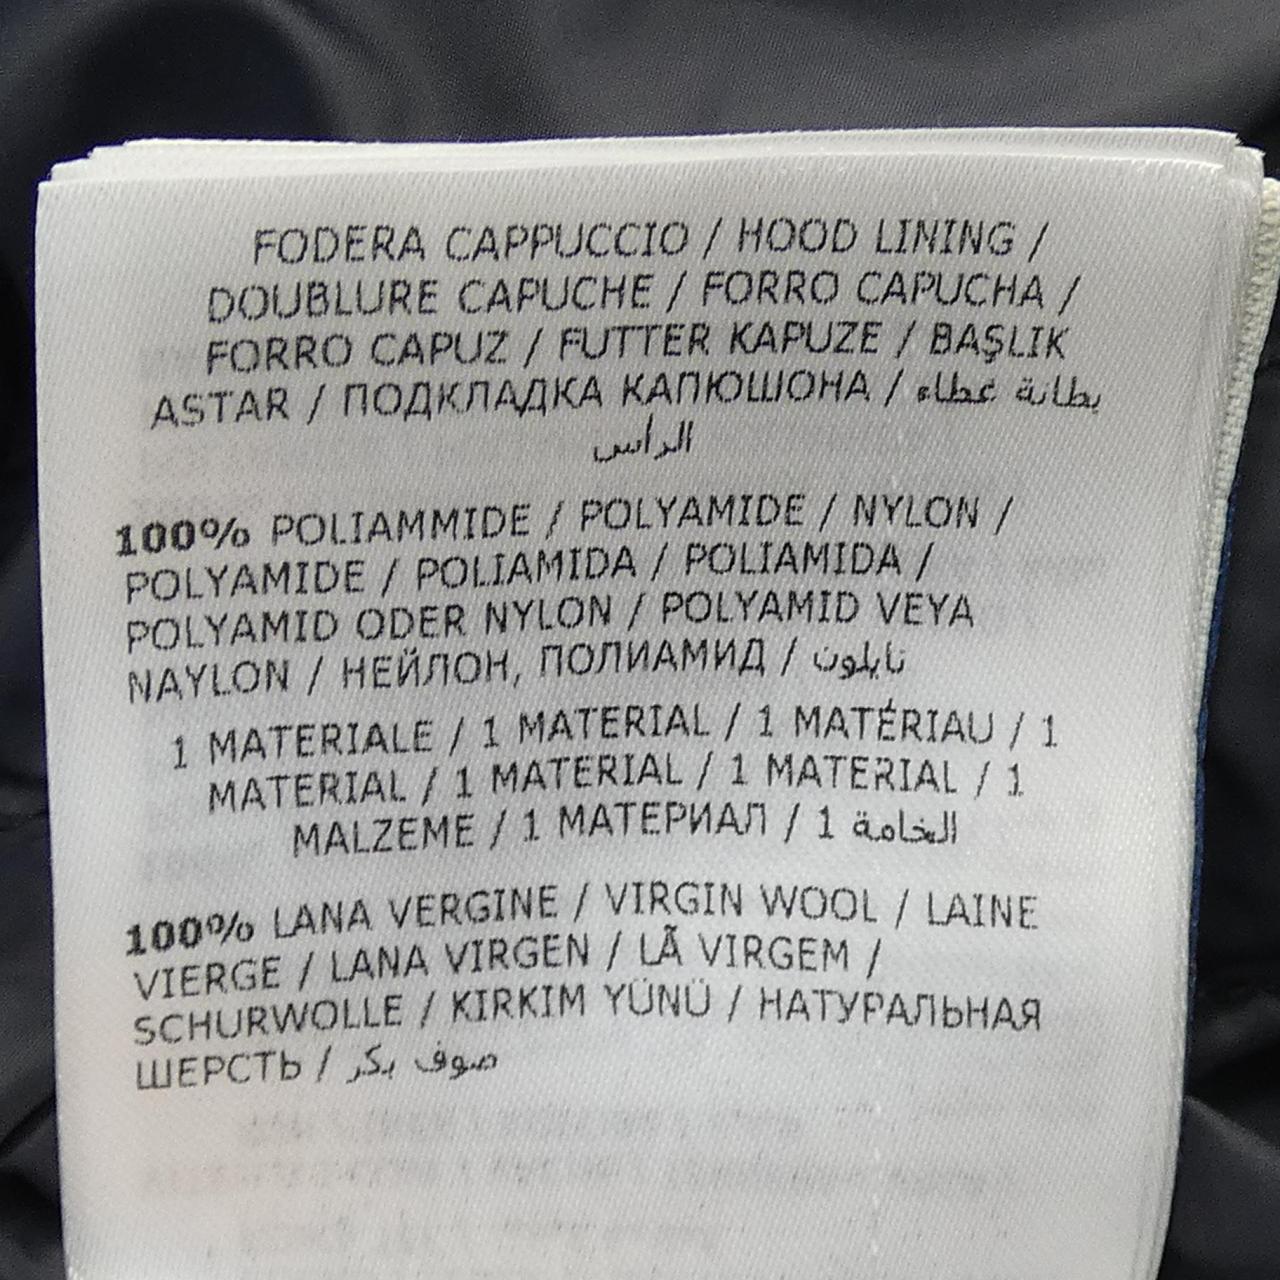 FODERA CAPPUCCIO / HOOD LINING /
DOUBLURE CAPUCHE / FORRO CAPUCHA /
FORRO CAPUZ / FUTTER KAPUZE / BAŞLIK
ASTAR / ПОДКЛАДКА КАПЮШОНА / بطانة غطاء
الرأس
100% POLIAMMIDE / POLYAMIDE / NYLON /
POLYAMIDE / POLIAMIDA / POLIAMIDA /
POLYAMID ODER NYLON / POLYAMID VEYA
NAYLON / НЕЙЛОН, ПОЛИАМИД / نايلون
1 MATERIALE / 1 MATERIAL / 1 MATÉRIAU / 1
MATERIAL / 1 MATERIAL / 1 MATERIAL / 1
MALZEME / 1 МАТЕРИАЛ / 1 الخامة
100% LANA VERGINE / VIRGIN WOOL / LAINE
VIERGE / LANA VIRGEN / LÃ VIRGEM /
SCHURWOLLE / KIRKIM YÜNÜ / НАТУРАЛЬНАЯ
ШЕРСТЬ / صوف بكر